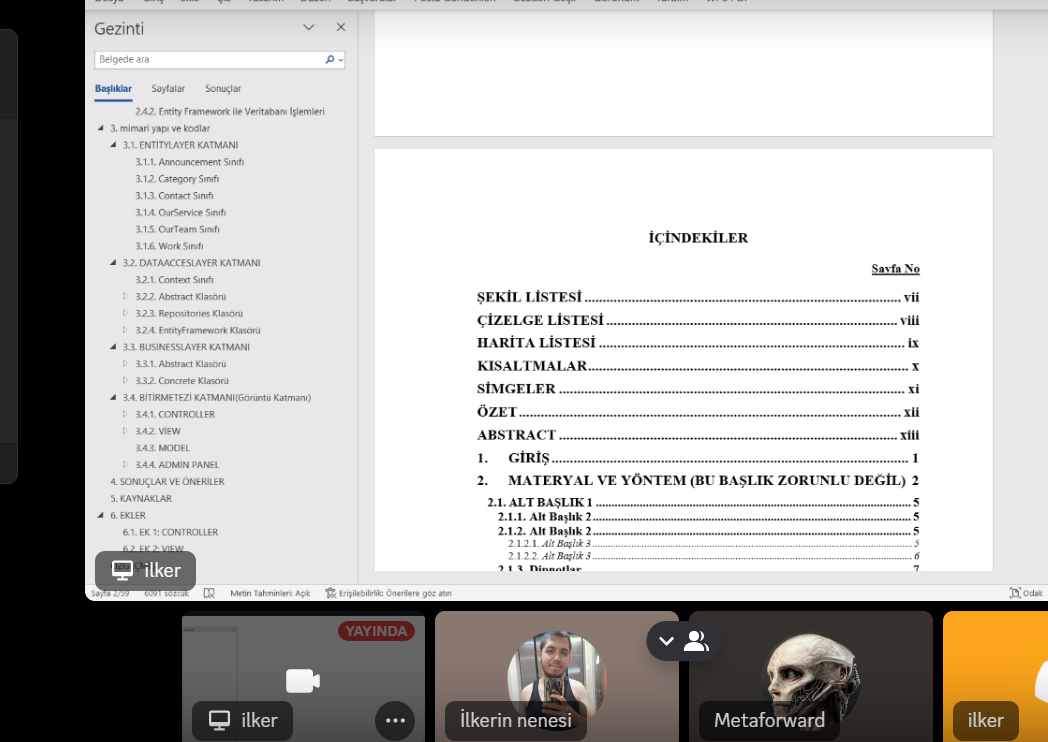 Gezinti
Belgede ara
Başlıklar Sayfalar Sonuçlar
2.4.2. Entity Framework ile Veritabanı İşlemleri
3. mimari yapı ve kodlar
3.1. ENTİTYLAYER KATMANI
3.1.1. Announcement Sınıfı
3.1.2. Category Sınıfı
3.1.3. Contact Sınıfı
3.1.4. OurService Sınıfı
3.1.5. OurTeam Sınıfı
3.1.6. Work Sınıfı
3.2. DATAACCESLAYER KATMANI
3.2.1. Context Sınıfı
3.2.2. Abstract Klasörü
3.2.3. Repositories Klasörü
3.2.4. EntityFramework Klasörü
3.3. BUSINESSLAYER KATMANI
3.3.1. Abstract Klasörü
3.3.2. Concrete Klasörü
3.4. BİTİRMETEZİ KATMANI(Görüntü Katmanı)
3.4.1. CONTROLLER
3.4.2. VİEW
3.4.3. MODEL
3.4.4. ADMIN PANEL
4. SONUÇLAR VE ÖNERİLER
5. KAYNAKLAR
6. EKLER
6.1. EK 1: CONTROLLER
6.2. EK 2: VIEW
ilker
Sayfa 2/59 6091 sözcük Metin Tahminleri: Açık Erişilebilirlik: Önerilere göz atın Odak
İÇİNDEKİLER
Sayfa No
ŞEKİL LİSTESİ ........ vii
ÇİZELGE LİSTESİ ........ viii
HARİTA LİSTESİ ........ ix
KISALTMALAR ........ x
SİMGELER ........ xi
ÖZET ........ xii
ABSTRACT ........ xiii
1. GİRİŞ ........ 1
2. MATERYAL VE YÖNTEM (BU BAŞLIK ZORUNLU DEĞİL) 2
2.1. ALT BAŞLIK 1 ........ 5
2.1.1. Alt Başlık 2 ........ 5
2.1.2. Alt Başlık 2 ........ 5
2.1.2.1. Alt Başlık 3 ........ 5
2.1.2.2. Alt Başlık 3 ........ 6
2.1.3. Dipnotlar ........ 7
YAYINDA
ilker
İlkerin nenesi
Metaforward
ilker